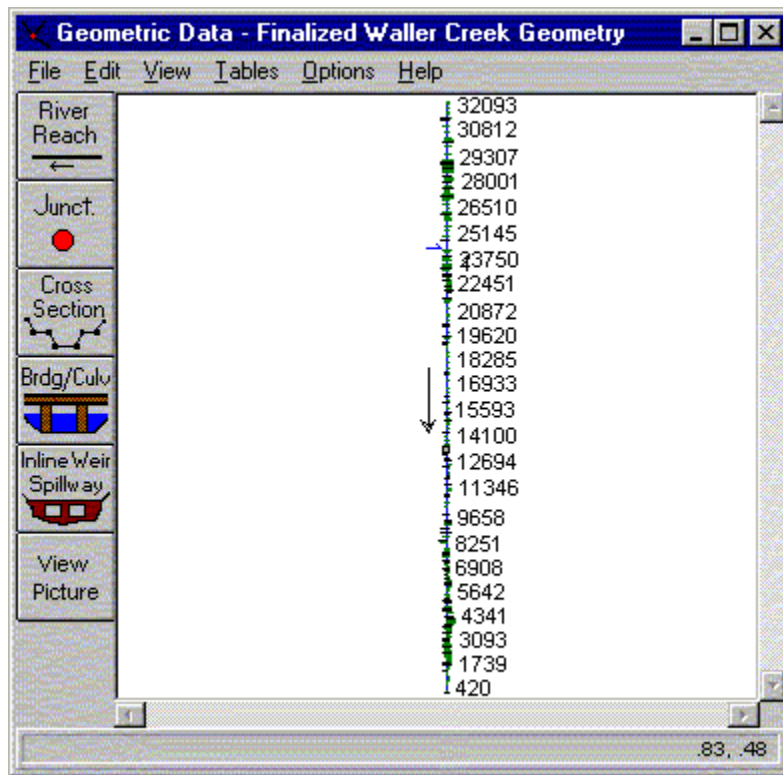 Geometric Data - Finalized Waller Creek Geometry
File Edit View Tables Options Help
River
Reach
Junct.
Cross
Section
Brdg/Culv
Inline Weir
Spillway
View
Picture
32093
30812
29307
28001
26510
25145
23750
22451
20872
19620
18285
16933
15593
14100
12694
11346
9658
8251
6908
5642
4341
3093
1739
420
.83, .48